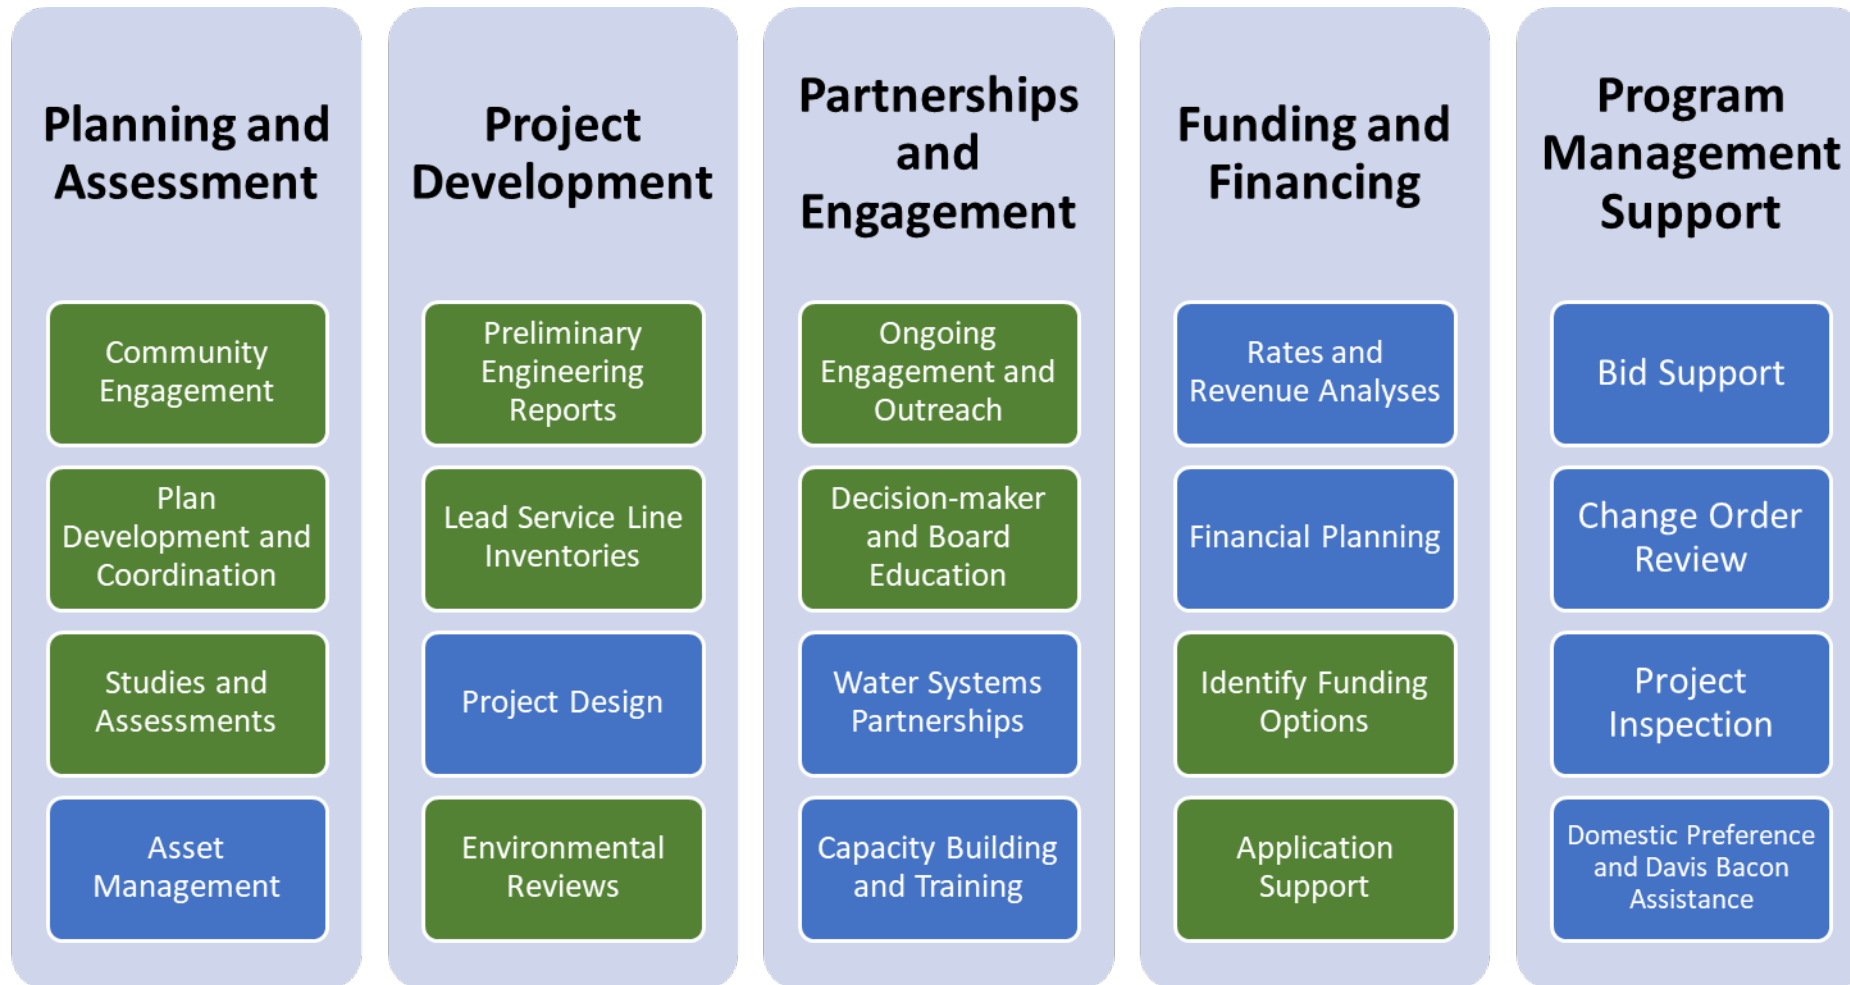 Planning and
Assessment
Community
Engagement
Plan
Development and
Coordination
Studies and
Assessments
Asset
Management
Project
Development
Preliminary
Engineering
Reports
Lead Service Line
Inventories
Project Design
Environmental
Reviews
Partnerships
and
Engagement
Ongoing
Engagement and
Outreach
Decision-maker
and Board
Education
Water Systems
Partnerships
Capacity Building
and Training
Funding and
Financing
Rates and
Revenue Analyses
Financial Planning
Identify Funding
Options
Application
Support
Program
Management
Support
Bid Support
Change Order
Review
Project
Inspection
Domestic Preference
and Davis Bacon
Assistance